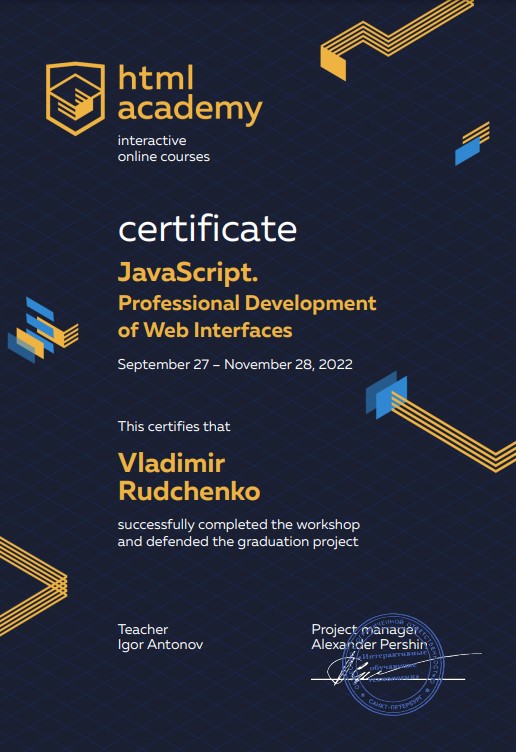 html
academy
interactive
online courses
certificate
JavaScript.
Professional Development
of Web Interfaces
September 27 – November 28, 2022
This certifies that
Vladimir
Rudchenko
successfully completed the workshop
and defended the graduation project
Teacher
Igor Antonov
Project manager
Alexander Pershin
Интерактивные
обучающие
технологии
САНКТ-ПЕТЕРБУРГ